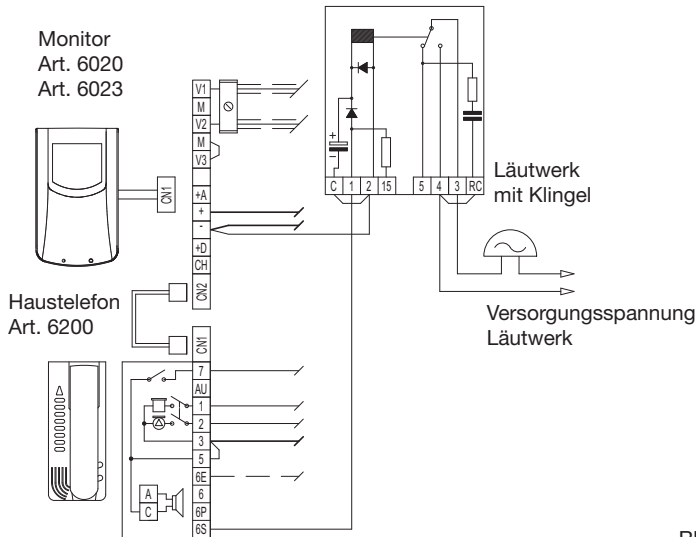 Monitor
Art. 6020
Art. 6023
V1
M
V2
M
V3
+A
+
-
+D
CH
CN2
CN1
CN1
Haustelefon
Art. 6200
7
AU
1
2
3
5
6E
6
6P
6S
A
C
+
−
C 1 2 15
5 4 3 RC
Läutwerk
mit Klingel
Versorgungsspannung
Läutwerk